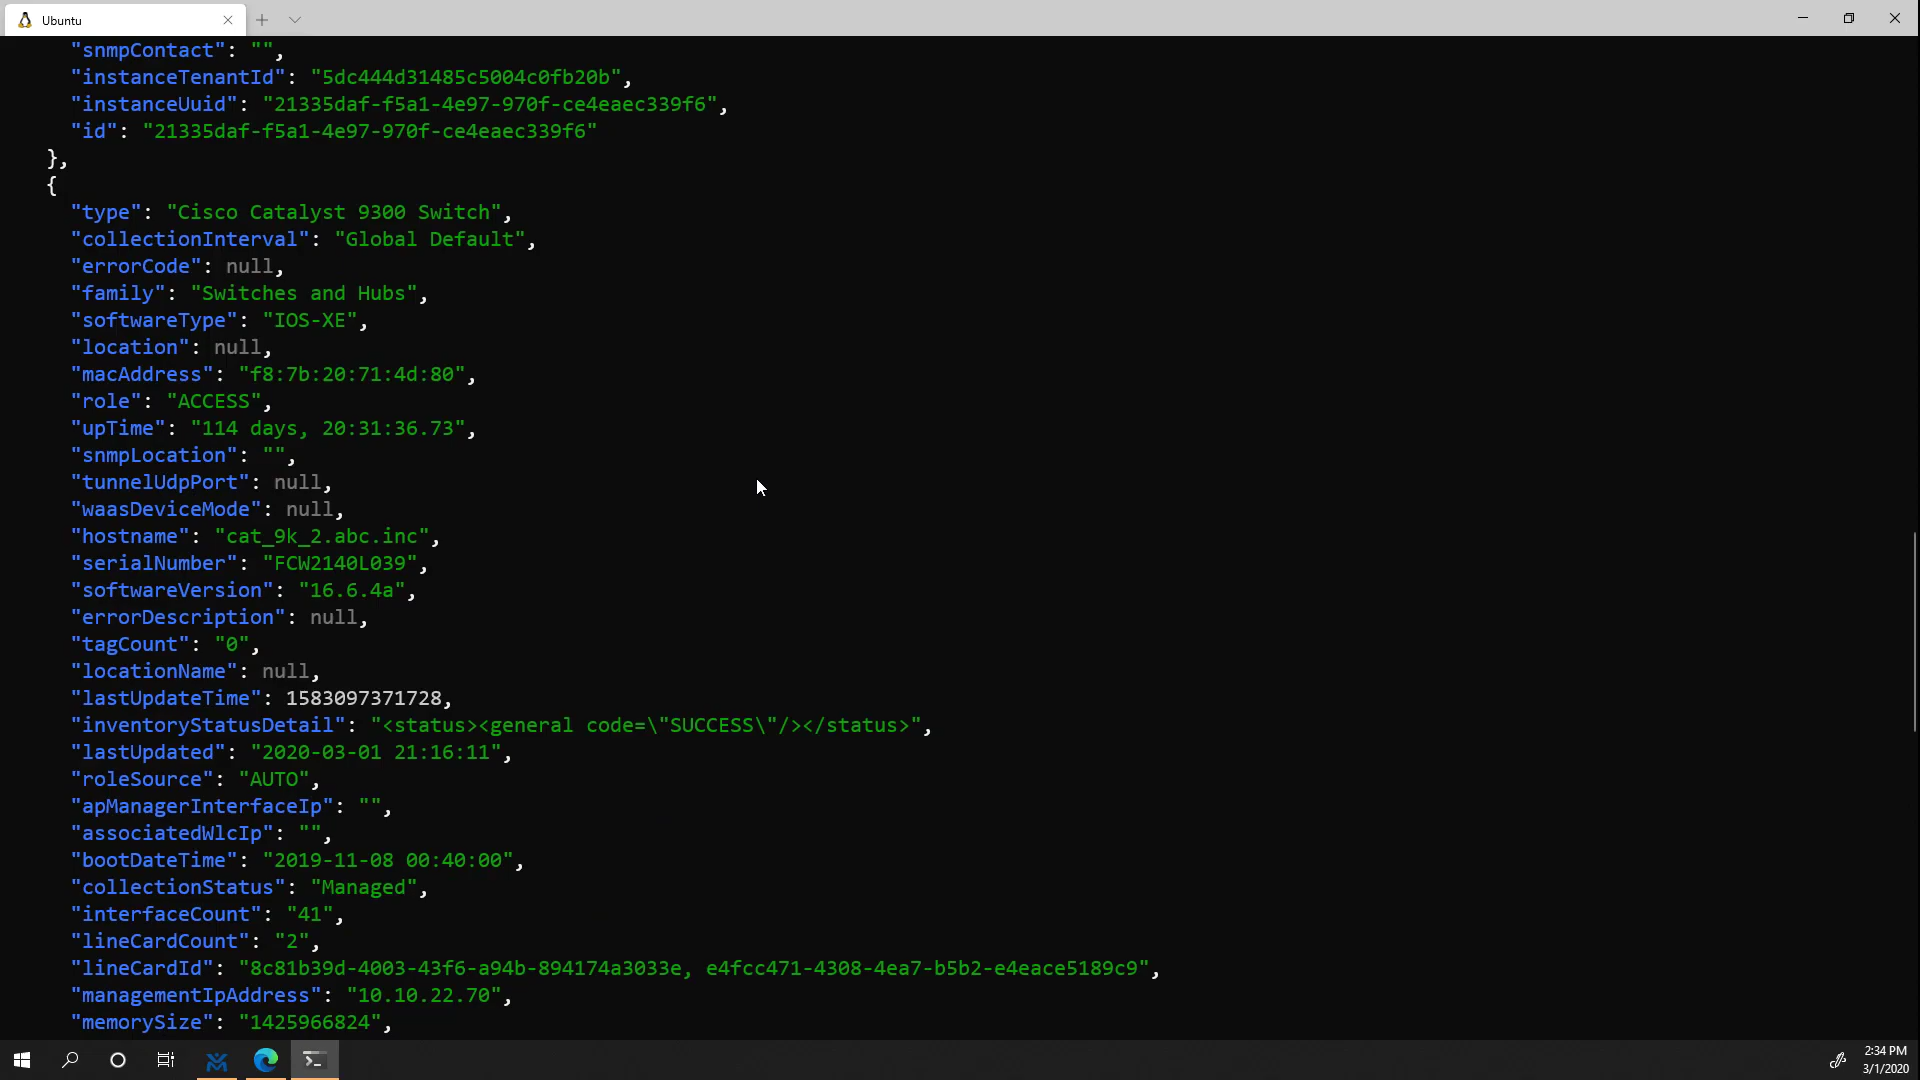 Ubuntu
"snmpContact": "",
"instanceTenantId": "5dc444d31485c5004c0fb20b",
"instanceUuid": "21335daf-f5a1-4e97-970f-ce4eaec339f6",
"id": "21335daf-f5a1-4e97-970f-ce4eaec339f6"
},
{
"type": "Cisco Catalyst 9300 Switch",
"collectionInterval": "Global Default",
"errorCode": null,
"family": "Switches and Hubs",
"softwareType": "IOS-XE",
"location": null,
"macAddress": "f8:7b:20:71:4d:80",
"role": "ACCESS",
"upTime": "114 days, 20:31:36.73",
"snmpLocation": "",
"tunnelUdpPort": null,
"waasDeviceMode": null,
"hostname": "cat_9k_2.abc.inc",
"serialNumber": "FCW2140L039",
"softwareVersion": "16.6.4a",
"errorDescription": null,
"tagCount": "0",
"locationName": null,
"lastUpdateTime": 1583097371728,
"inventoryStatusDetail": "<status><general code=\"SUCCESS\"/></status>",
"lastUpdated": "2020-03-01 21:16:11",
"roleSource": "AUTO",
"apManagerInterfaceIp": "",
"associatedWlcIp": "",
"bootDateTime": "2019-11-08 00:40:00",
"collectionStatus": "Managed",
"interfaceCount": "41",
"lineCardCount": "2",
"lineCardId": "8c81b39d-4003-43f6-a94b-894174a3033e, e4fcc471-4308-4ea7-b5b2-e4eace5189c9",
"managementIpAddress": "10.10.22.70",
"memorySize": "1425966824",
2:34 PM
3/1/2020